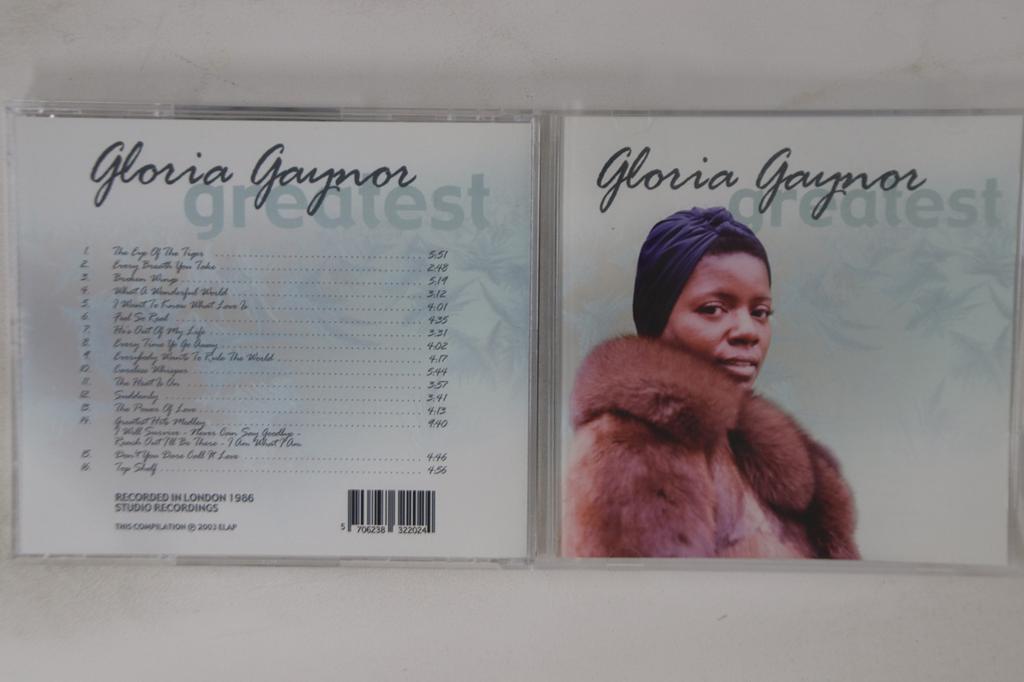 Gloria Gaynor
greatest
1. The Eye Of The Tiger 5:51
2. Every Breath You Take 2:48
3. Broken Wings 5:19
4. What A Wonderful World 3:12
5. I Want To Know What Love Is 4:01
6. Feel So Real 4:35
7. He's Out Of My Life 3:31
8. Every Time Yo Go Away 4:02
9. Everybody Wants To Rule The World 4:17
10. Careless Whisper 5:44
11. The Heat Is On 3:57
12. Suddenly 3:41
13. The Power Of Love 4:13
14. Greatest Hits Medley 9:40
I Will Survive - Never Can Say Goodbye -
Reach Out I'll Be There - I Am What I Am
15. Don't You Dare Call It Love 4:46
16. Top Shelf 4:56
RECORDED IN LONDON 1986
STUDIO RECORDINGS
THIS COMPILATION ℗ 2003 ELAP
5 706238 322024
Gloria Gaynor
greatest